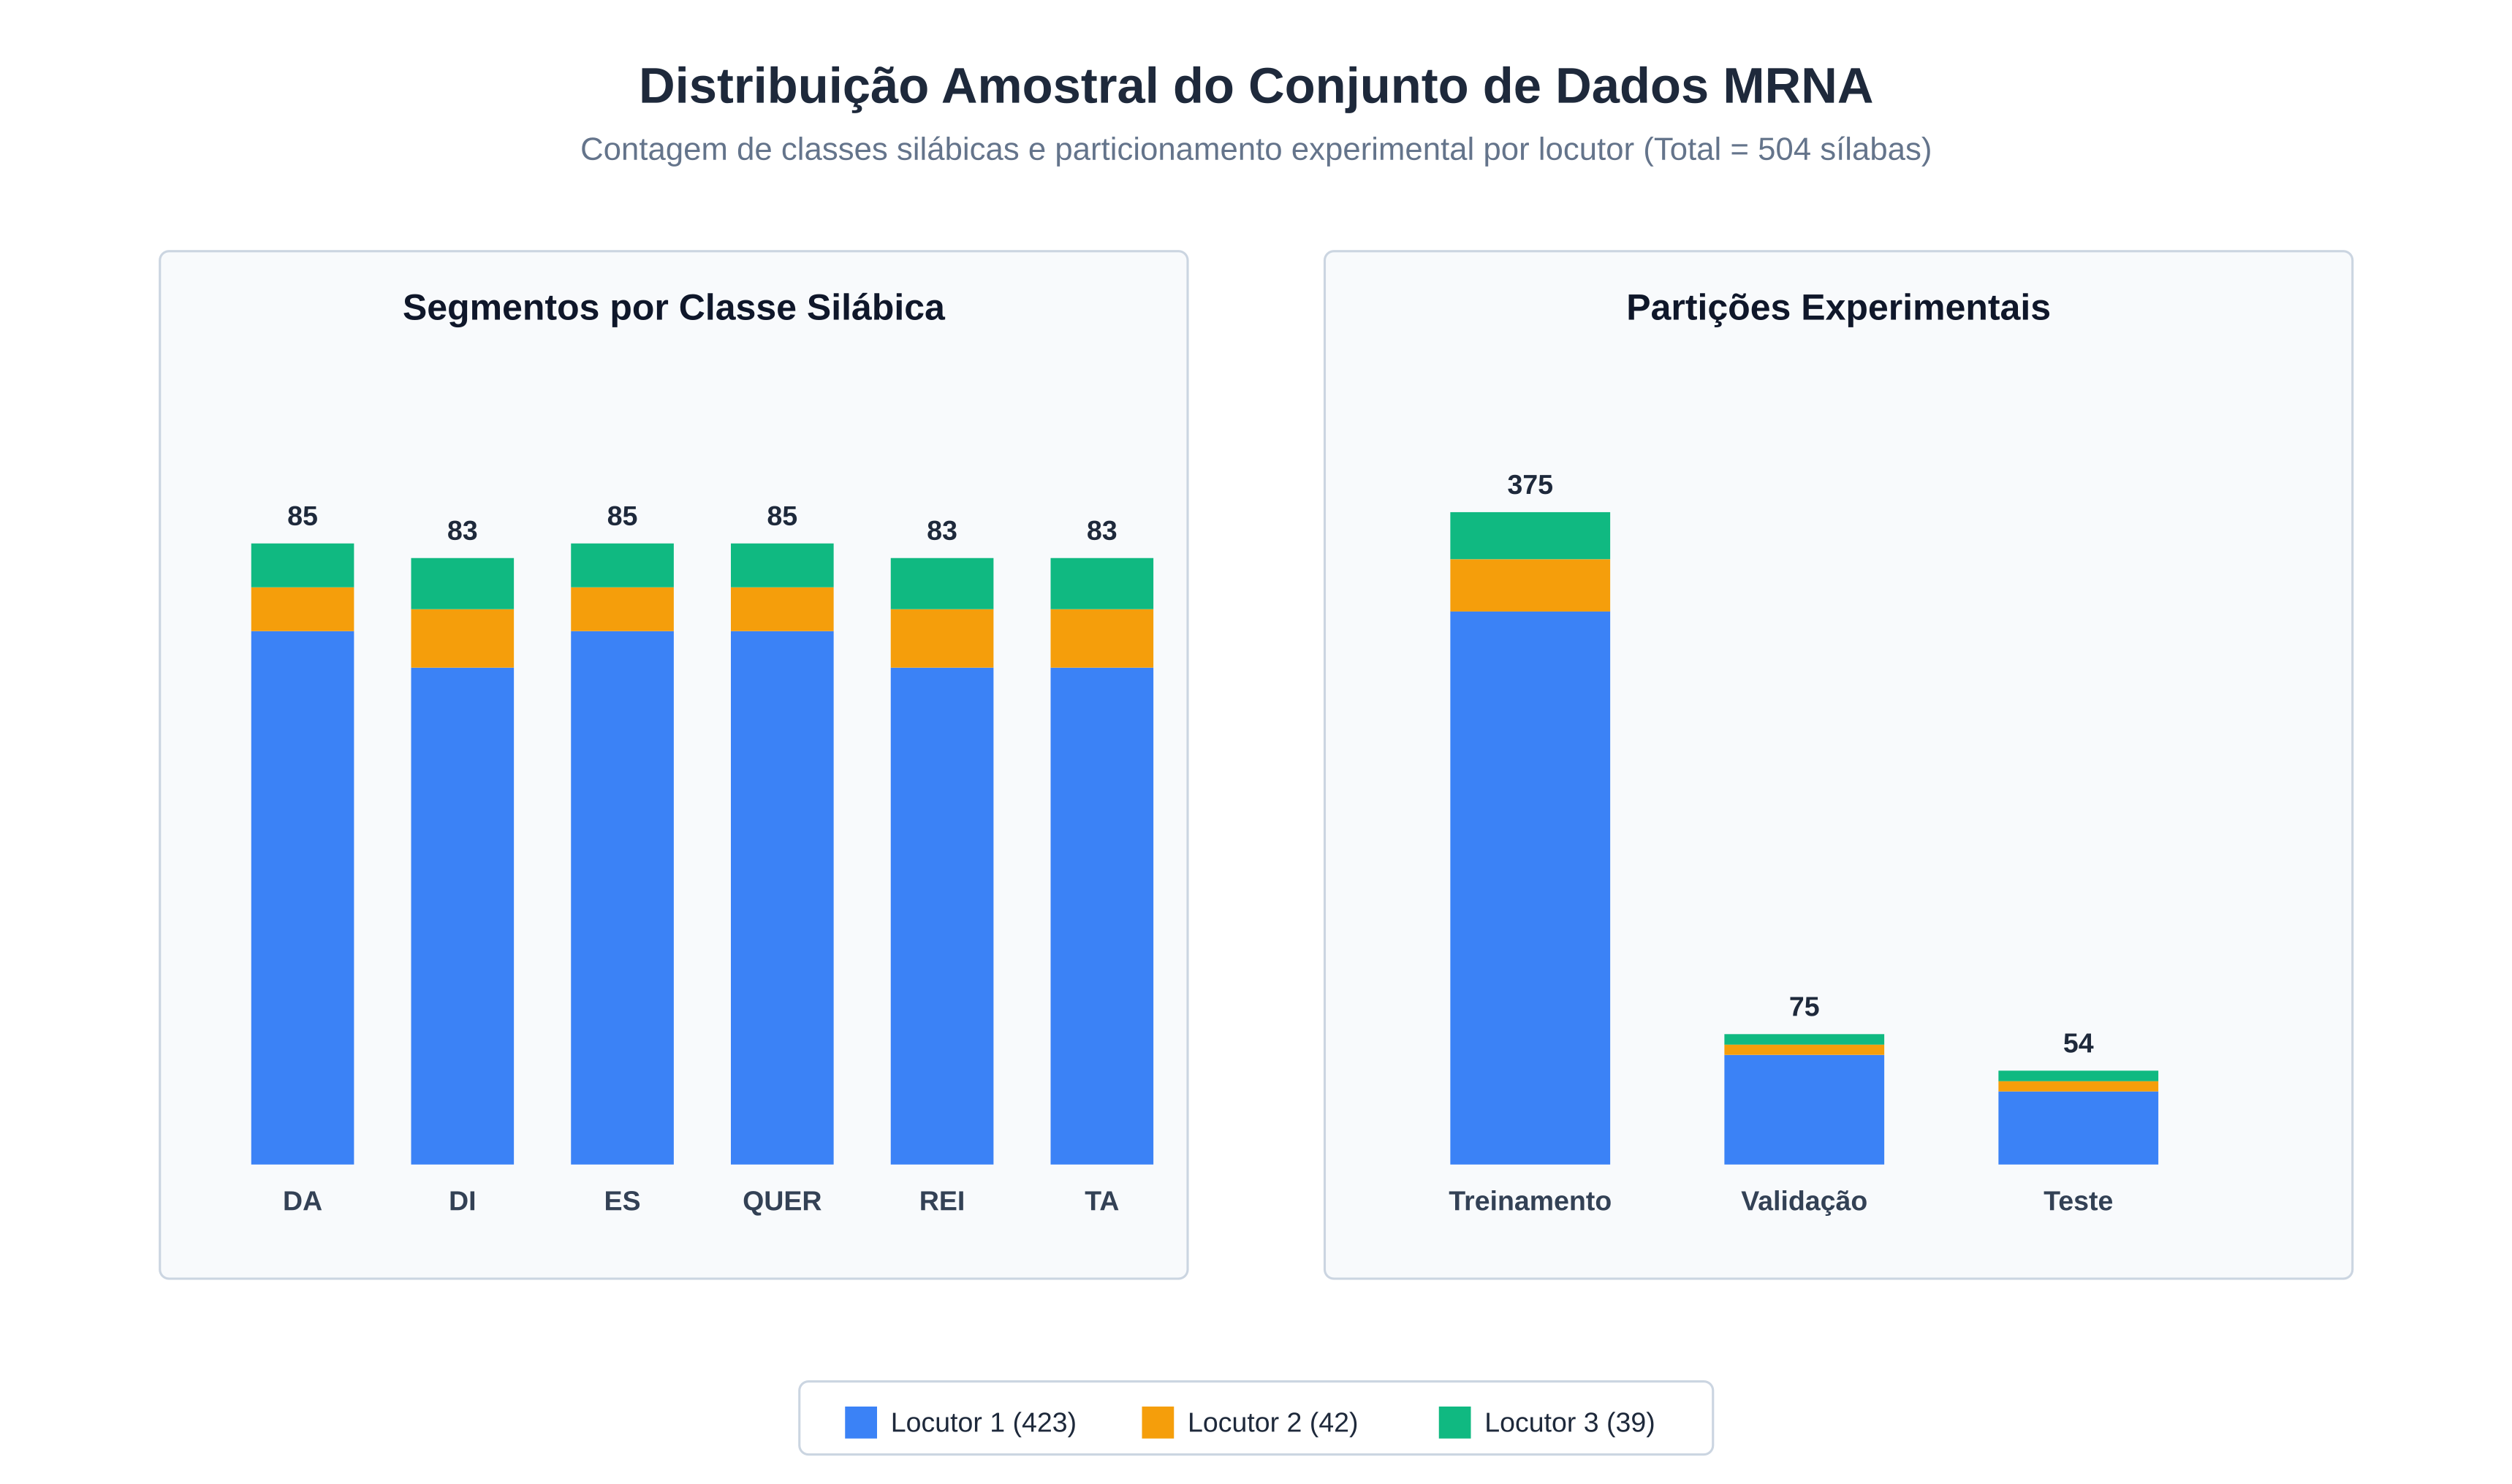 Distribuição Amostral do Conjunto de Dados MRNA
Contagem de classes silábicas e particionamento experimental por locutor (Total = 504 sílabas)
Segmentos por Classe Silábica
85
83
85
85
83
83
DA
DI
ES
QUER
REI
TA
Partições Experimentais
375
75
54
Treinamento
Validação
Teste
Locutor 1 (423)
Locutor 2 (42)
Locutor 3 (39)